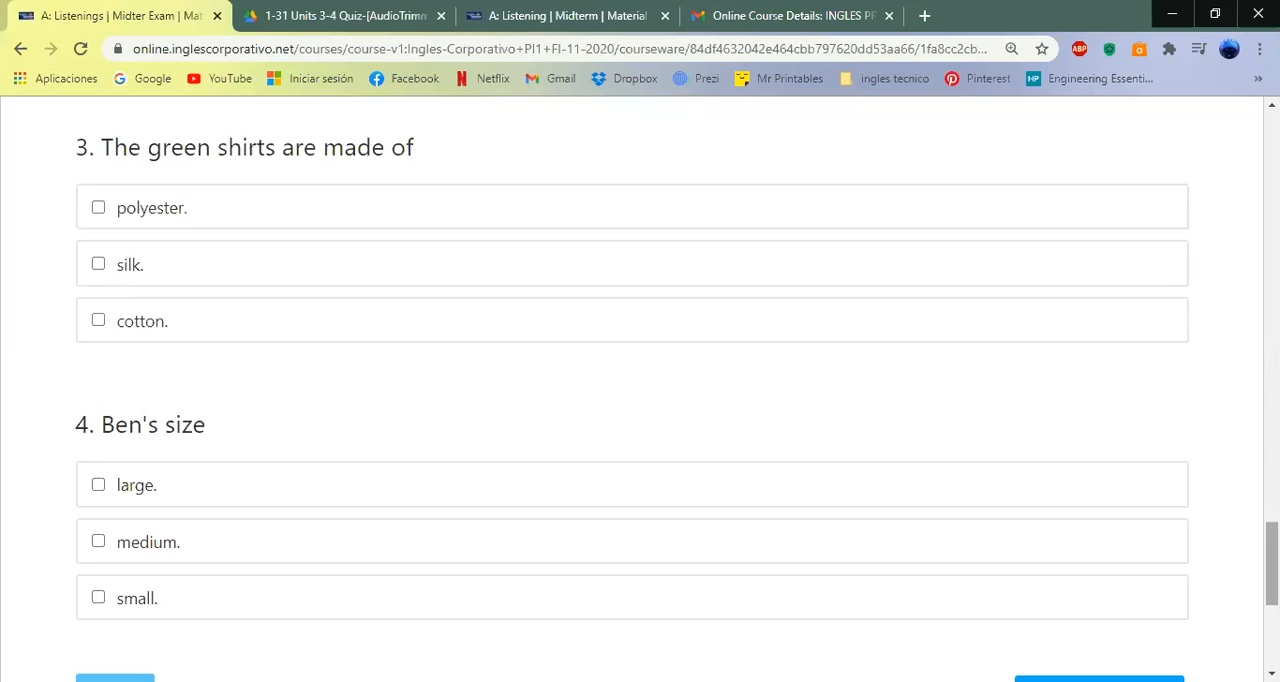 A: Listenings | Midter Exam | Mat
1-31 Units 3-4 Quiz-[AudioTrimm
A: Listening | Midterm | Material
Online Course Details: INGLES PR
online.inglescorporativo.net/courses/course-v1:Ingles-Corporativo+PI1+FI-11-2020/courseware/84df4632042e464cbb797620dd53aa66/1fa8cc2cb...
ABP
Aplicaciones
Google
YouTube
Iniciar sesión
Facebook
Netflix
Gmail
Dropbox
Prezi
Mr Printables
ingles tecnico
Pinterest
HP
Engineering Essenti...
»
3. The green shirts are made of
polyester.
silk.
cotton.
4. Ben's size
large.
medium.
small.